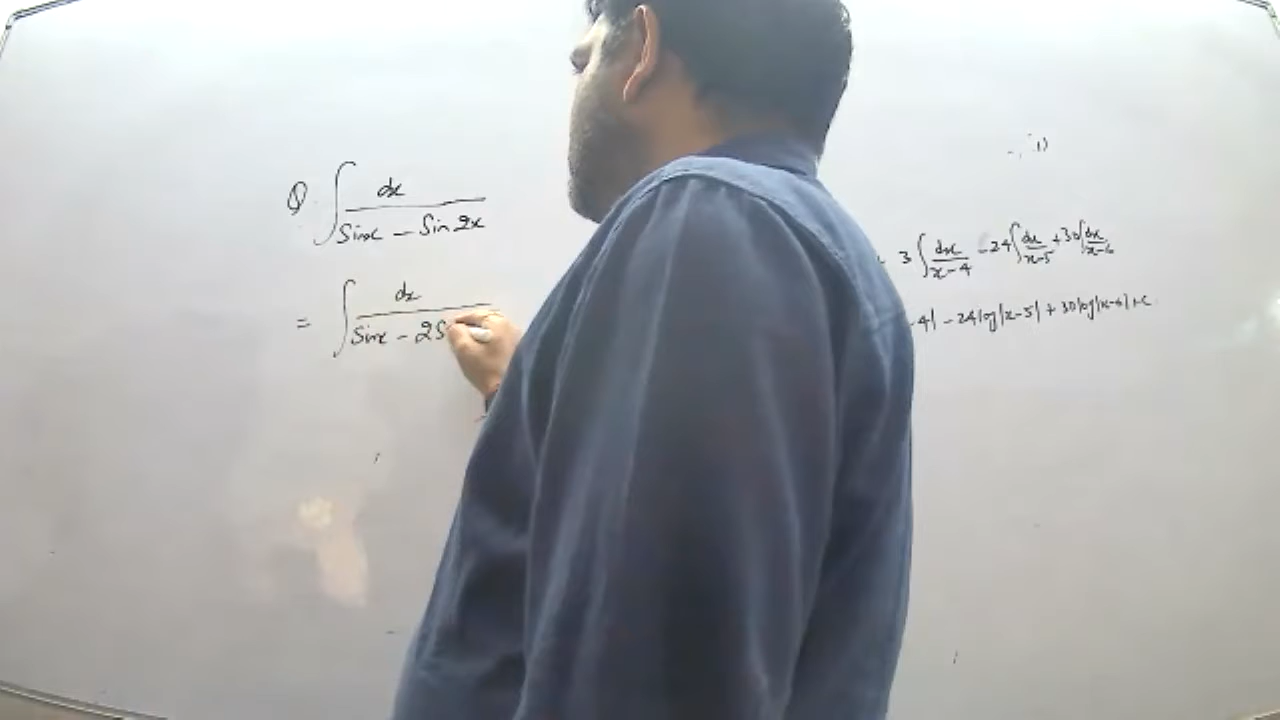 Q. ∫ dx / Sinx - Sin2x
= ∫ dx / Sinx - 2S
3∫ dx/x-4 - 24∫ dx/x-5 + 30∫ dx/x-6
-4| - 24log|x-5| + 30log|x-6| + c